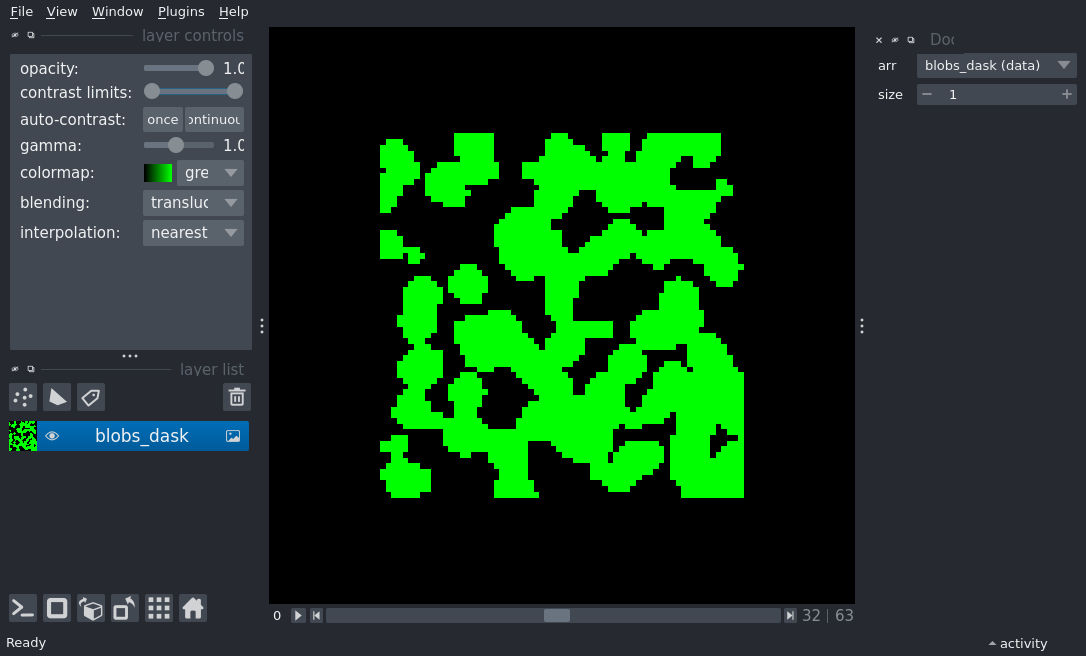 File View Window Plugins Help
layer controls
opacity: 1.0
contrast limits:
auto-contrast: once ontinuou
gamma: 1.0
colormap: gre
blending: transluc
interpolation: nearest
layer list
blobs_dask
0 32 | 63
Ready
Doc
arr blobs_dask (data)
size 1
activity